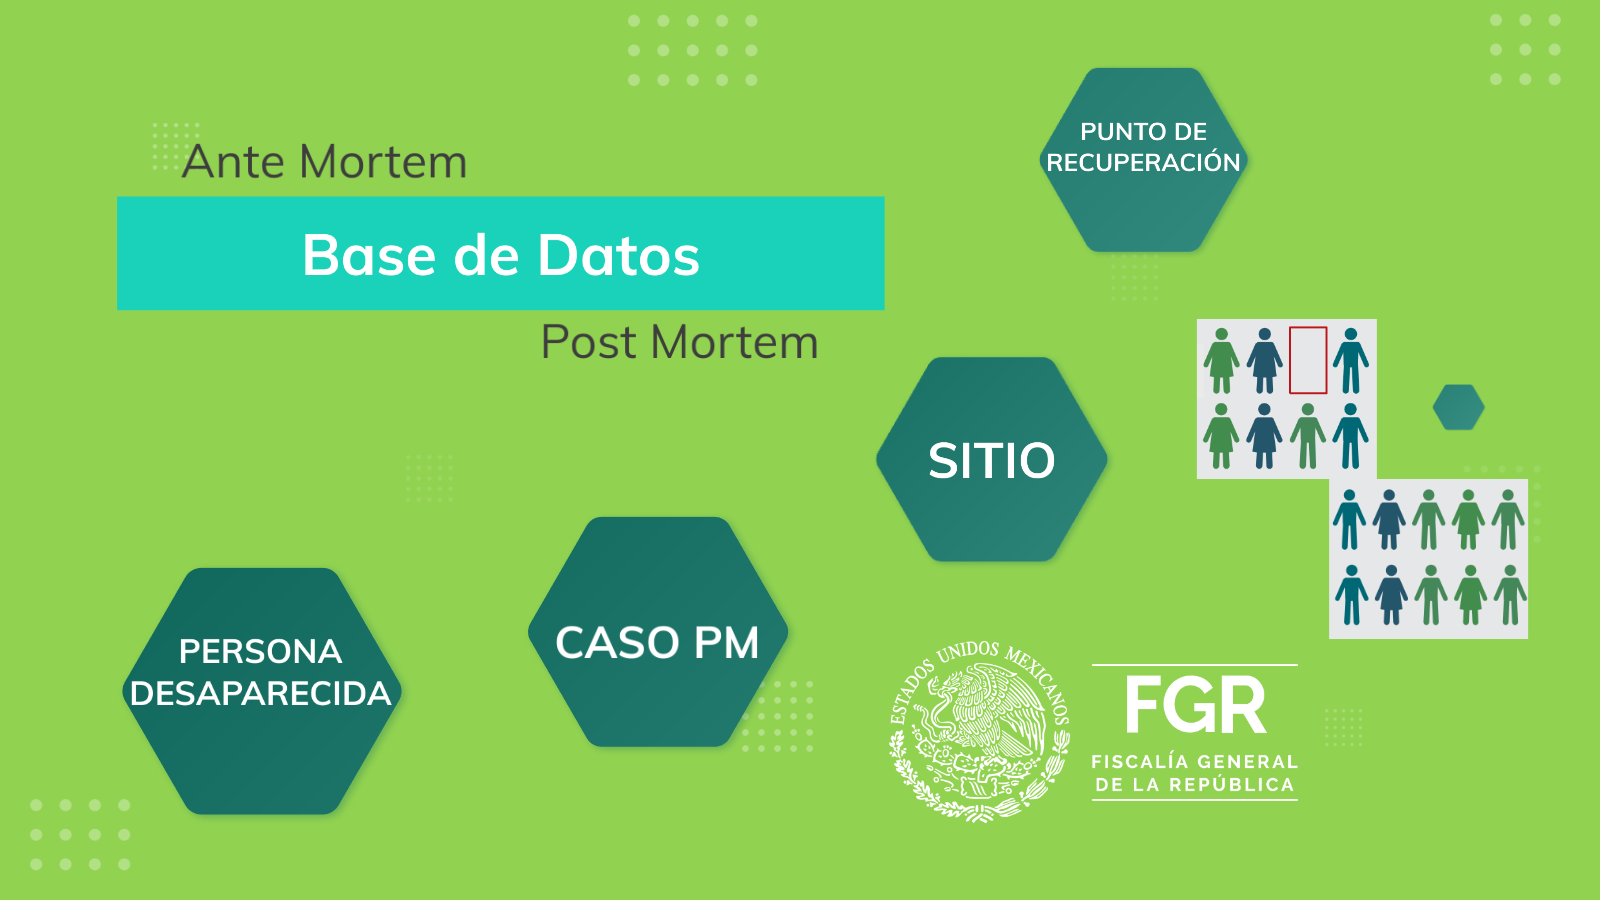 Ante Mortem
Base de Datos
Post Mortem
PUNTO DE
RECUPERACIÓN
SITIO
CASO PM
PERSONA
DESAPARECIDA
ESTADOS UNIDOS MEXICANOS
FGR
FISCALÍA GENERAL
DE LA REPÚBLICA